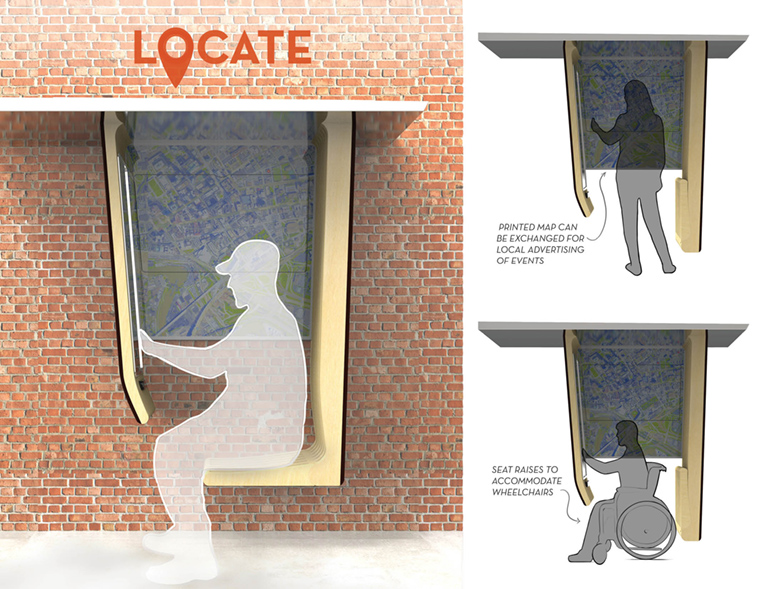 LOCATE
PRINTED MAP CAN
BE EXCHANGED FOR
LOCAL ADVERTISING
OF EVENTS
SEAT RAISES TO
ACCOMMODATE
WHEELCHAIRS